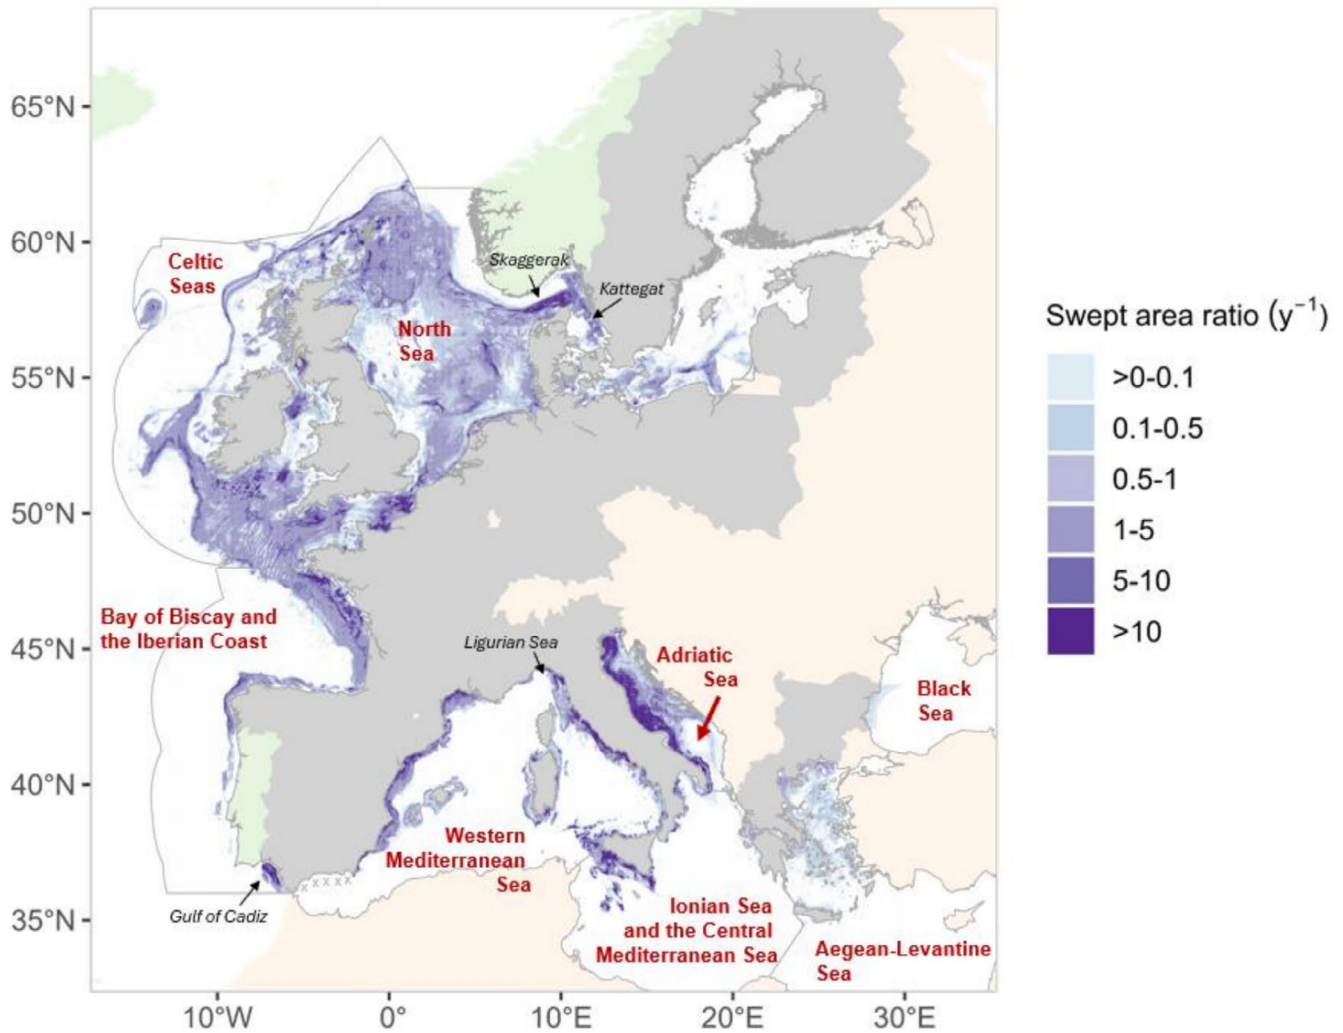 65°N
60°N
55°N
50°N
45°N
40°N
35°N
10°W
0°
10°E
20°E
30°E
Celtic
Seas
Skaggerak
Kattegat
North
Sea
Bay of Biscay and
the Iberian Coast
Ligurian Sea
Adriatic
Sea
Black
Sea
Western
Mediterranean
Sea
x x x x x
Gulf of Cadiz
Ionian Sea
and the Central
Mediterranean Sea
Aegean-Levantine
Sea
Swept area ratio (y⁻¹)
>0-0.1
0.1-0.5
0.5-1
1-5
5-10
>10